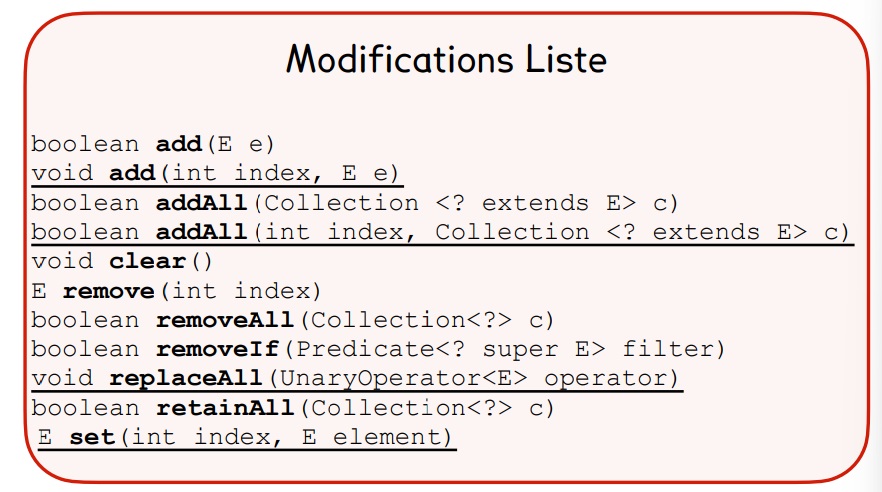 Modifications Liste
boolean add(E e)
void add(int index, E e)
boolean addAll(Collection <? extends E> c)
boolean addAll(int index, Collection <? extends E> c)
void clear()
E remove(int index)
boolean removeAll(Collection<?> c)
boolean removeIf(Predicate<? super E> filter)
void replaceAll(UnaryOperator<E> operator)
boolean retainAll(Collection<?> c)
E set(int index, E element)